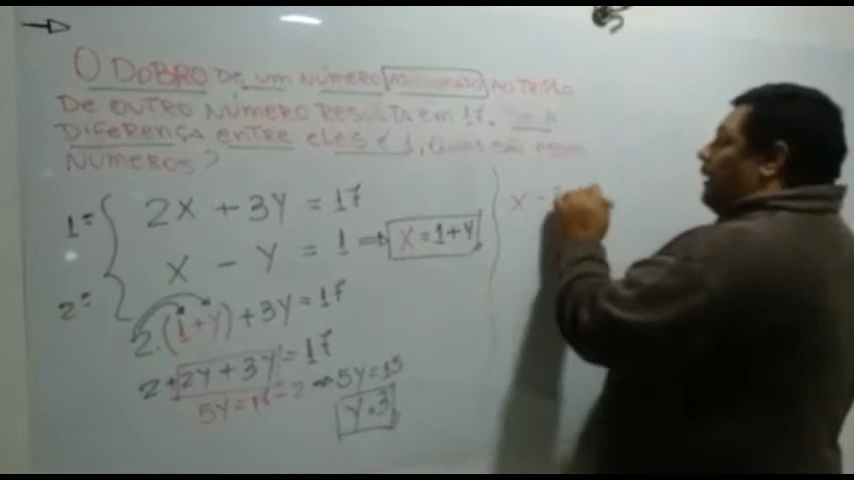 O DOBRO DE UM NÚMERO ADICIONADO AO TRIPLO
DE OUTRO NÚMERO RESULTA EM 17. SE A
DIFERENÇA ENTRE ELES É 1, QUAIS SÃO ESSES
NÚMEROS?
1º { 2X + 3Y = 17
X - Y = 1 ⇒ X = 1+Y
2º
2.(1+Y)+3Y=17
2+2Y+3Y=17
5Y=17-2 ⇒ 5Y=15
Y=3
X -